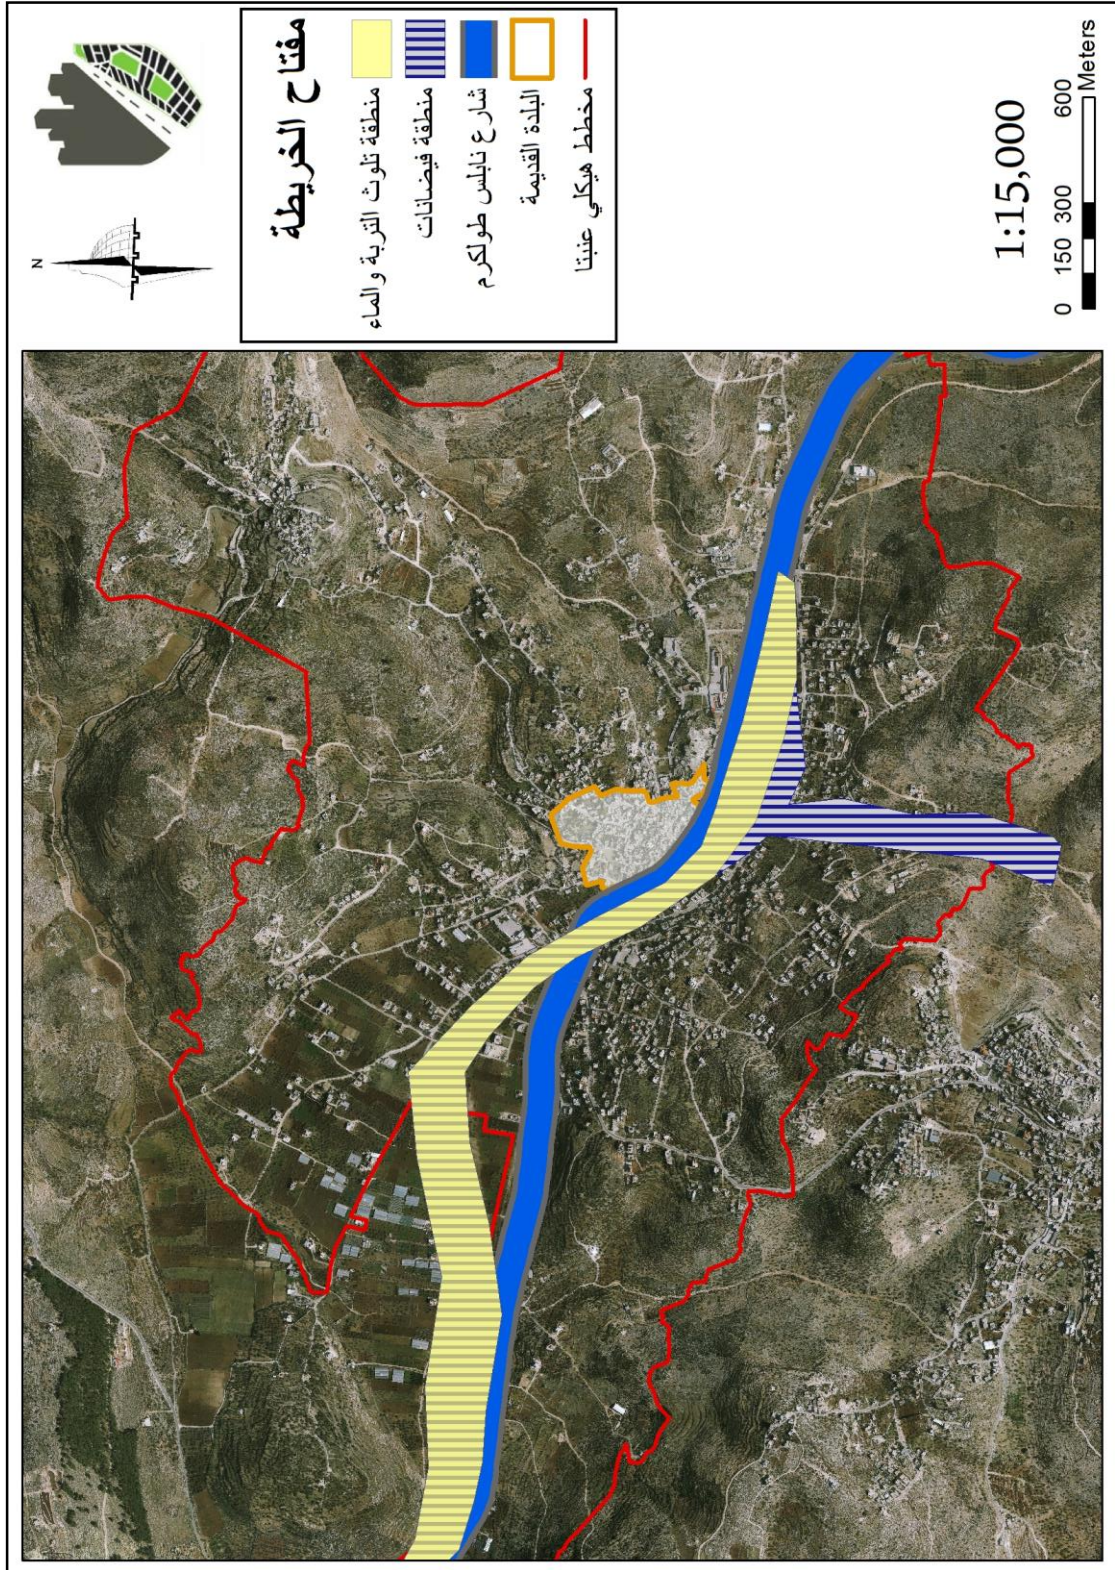 N
مفتاح الخريطة
منطقة تلوث التربة والماء
منطقة فيضانات
شارع نابلس طولكرم
البلدة القديمة
مخطط هيكلي عنبتا
1:15,000
0 150 300 600
Meters